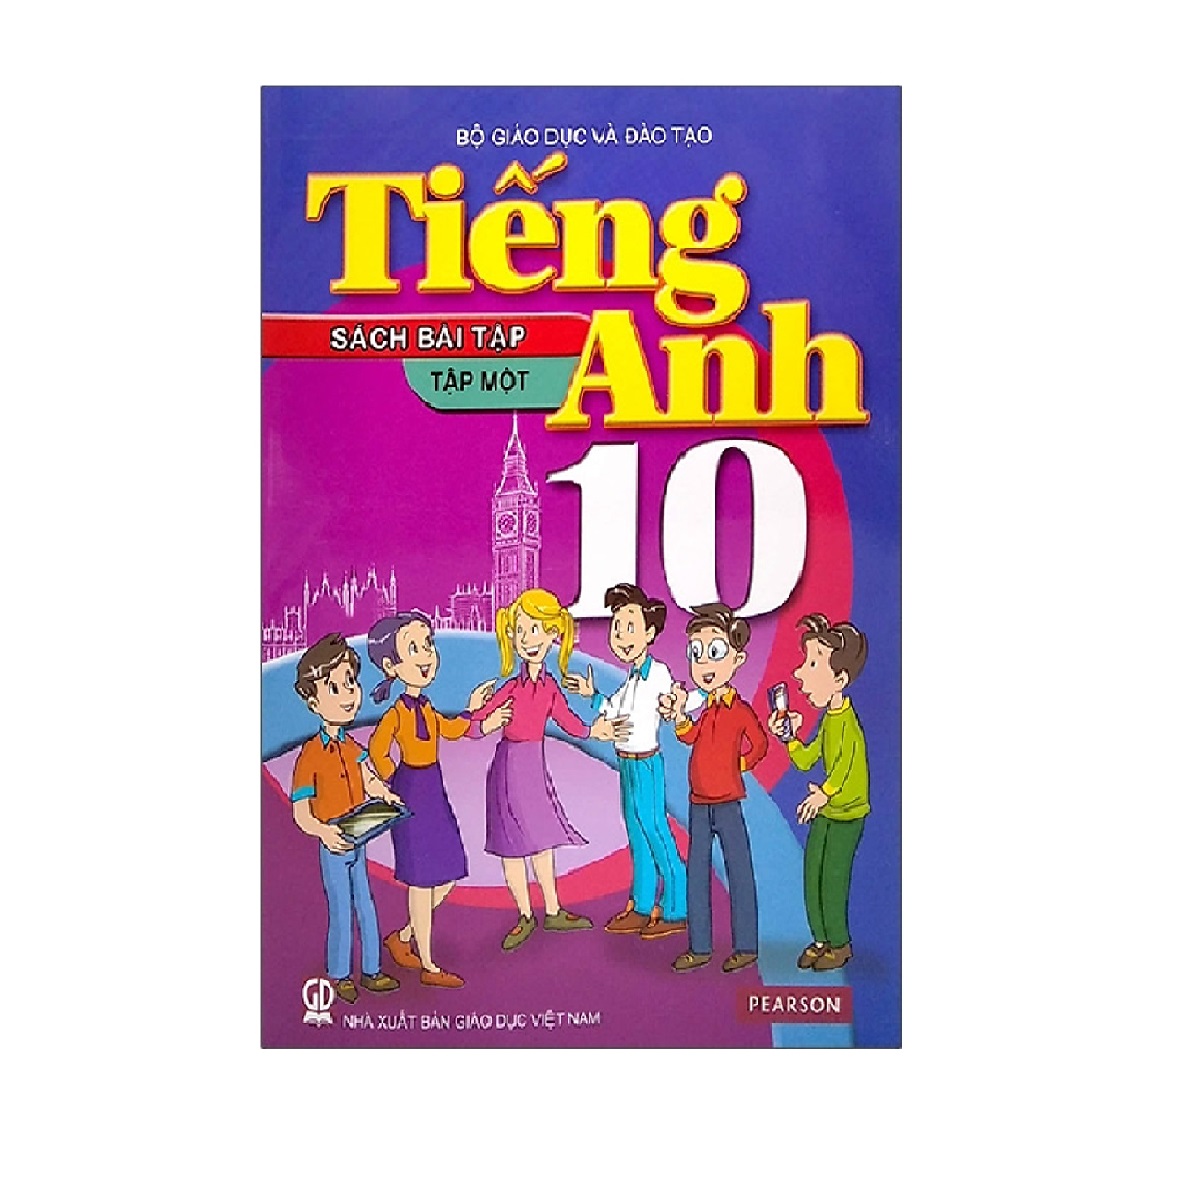 BỘ GIÁO DỤC VÀ ĐÀO TẠO
Tiếng
Anh
SÁCH BÀI TẬP
TẬP MỘT
10
GD
NHÀ XUẤT BẢN GIÁO DỤC VIỆT NAM
PEARSON